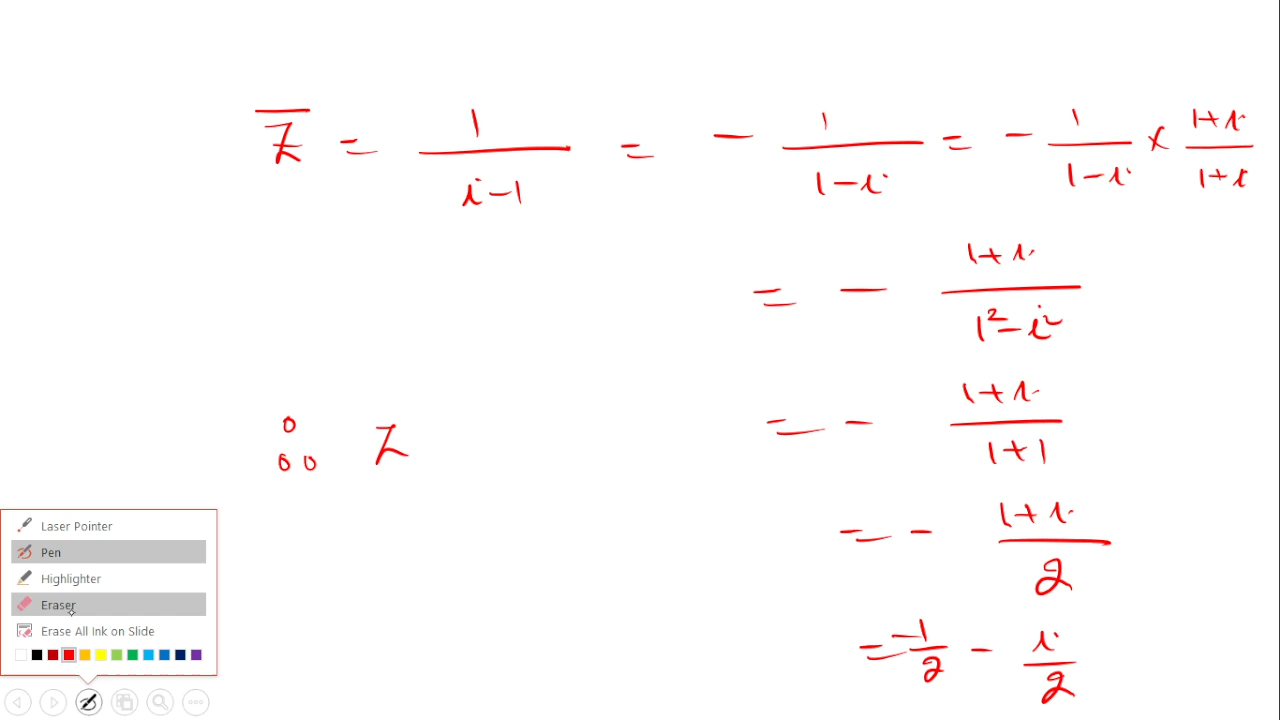 z̅ = 1/(i-1) = - 1/(1-i) = - 1/(1-i) × (1+i)/(1+i)
= - (1+i)/(1²-i²)
= - (1+i)/(1+1)
∴ z
= - (1+i)/2
= -1/2 - i/2
Laser Pointer
Pen
Highlighter
Eraser
Erase All Ink on Slide